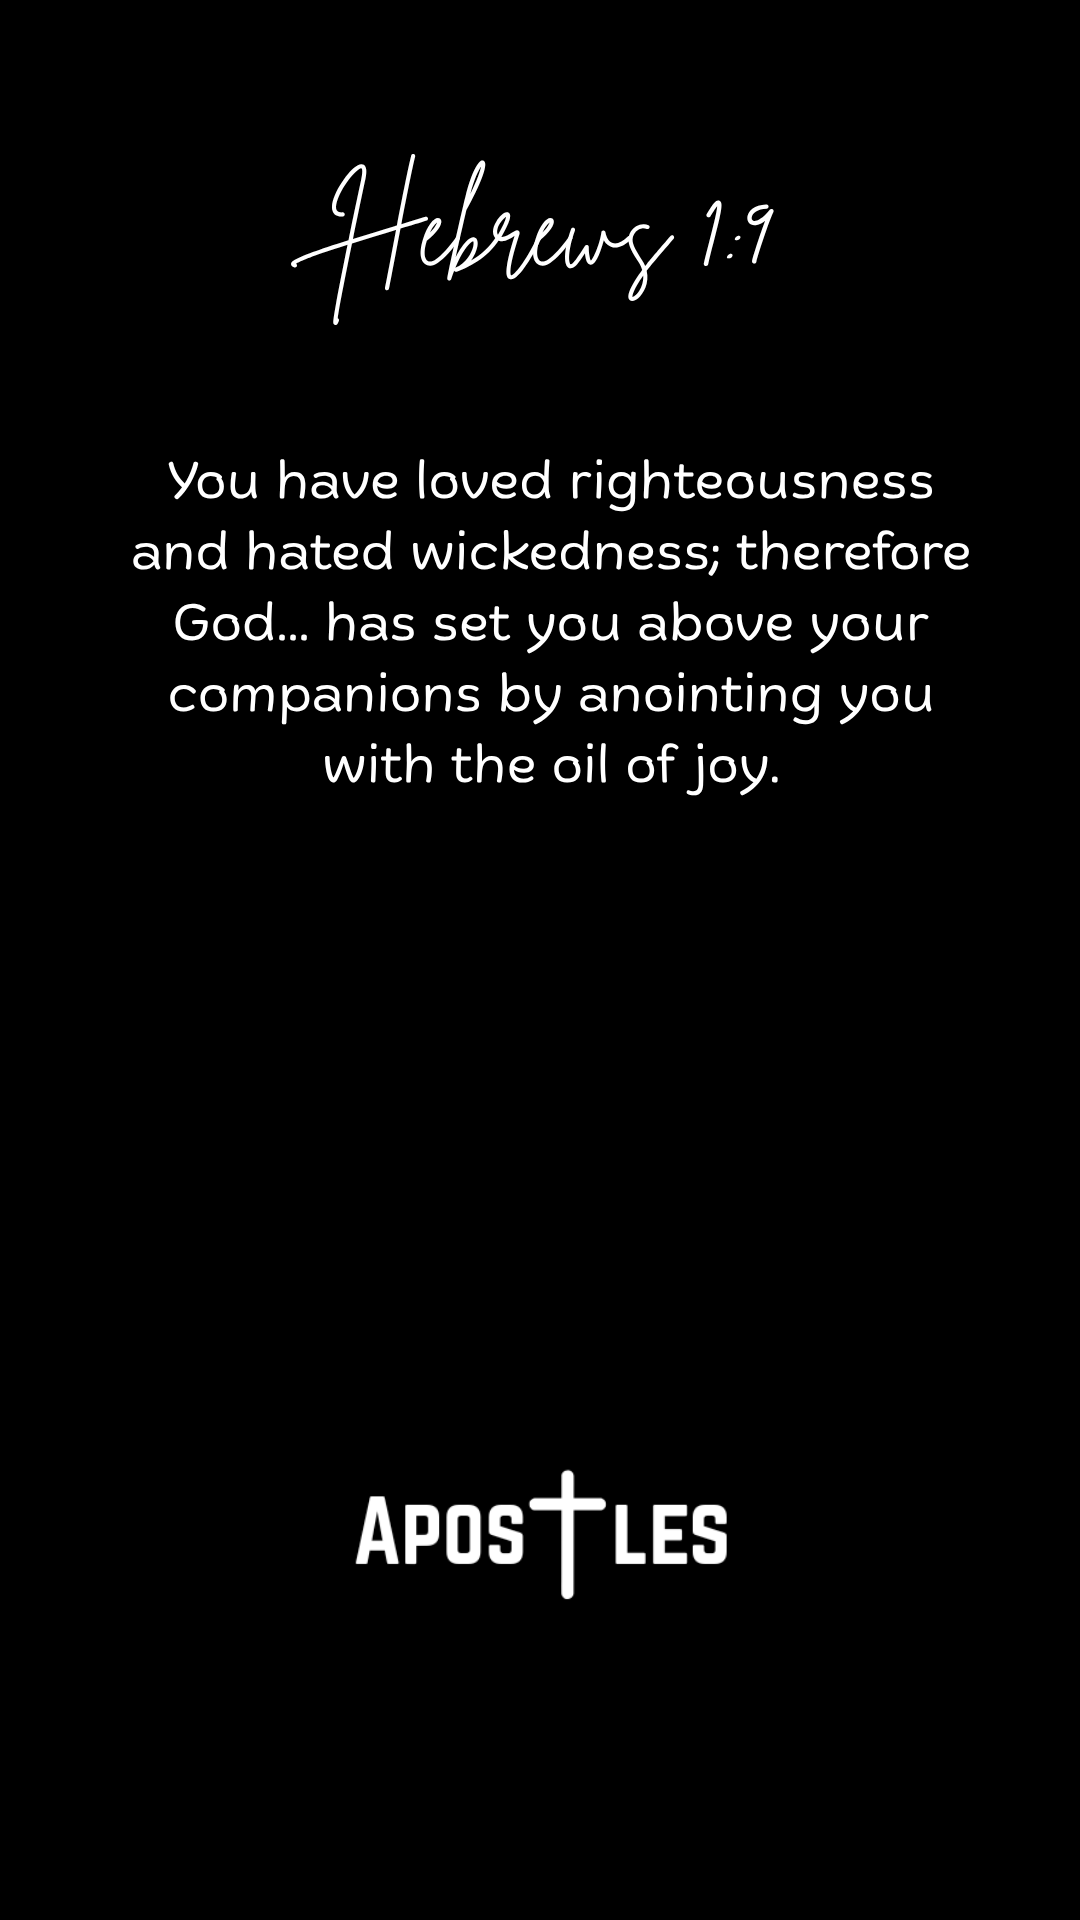 Hebrews 1:9
You have loved righteousness
and hated wickedness; therefore
God... has set you above your
companions by anointing you
with the oil of joy.
APOSTLES